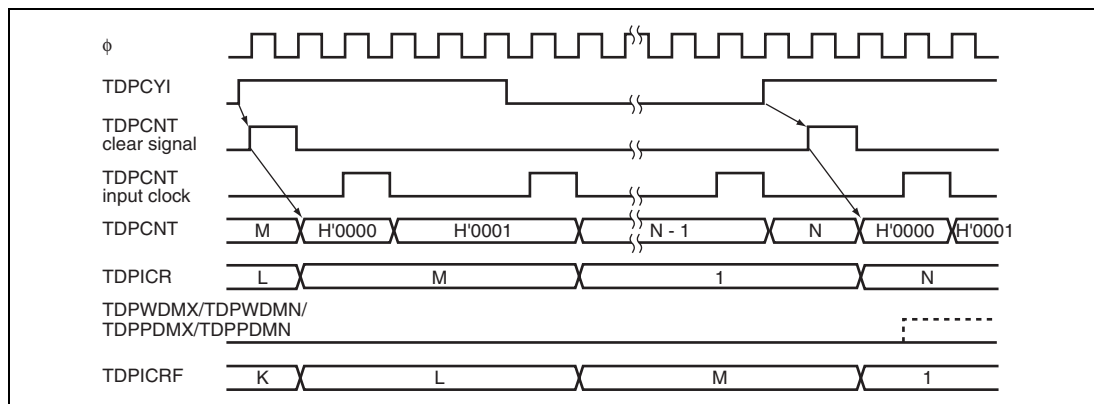 ϕ
TDPCYI
TDPCNT
clear signal
TDPCNT
input clock
TDPCNT M H'0000 H'0001 N - 1 N H'0000 H'0001
TDPICR L M 1 N
TDPWDMX/TDPWDMN/
TDPPDMX/TDPPDMN
TDPICRF K L M 1